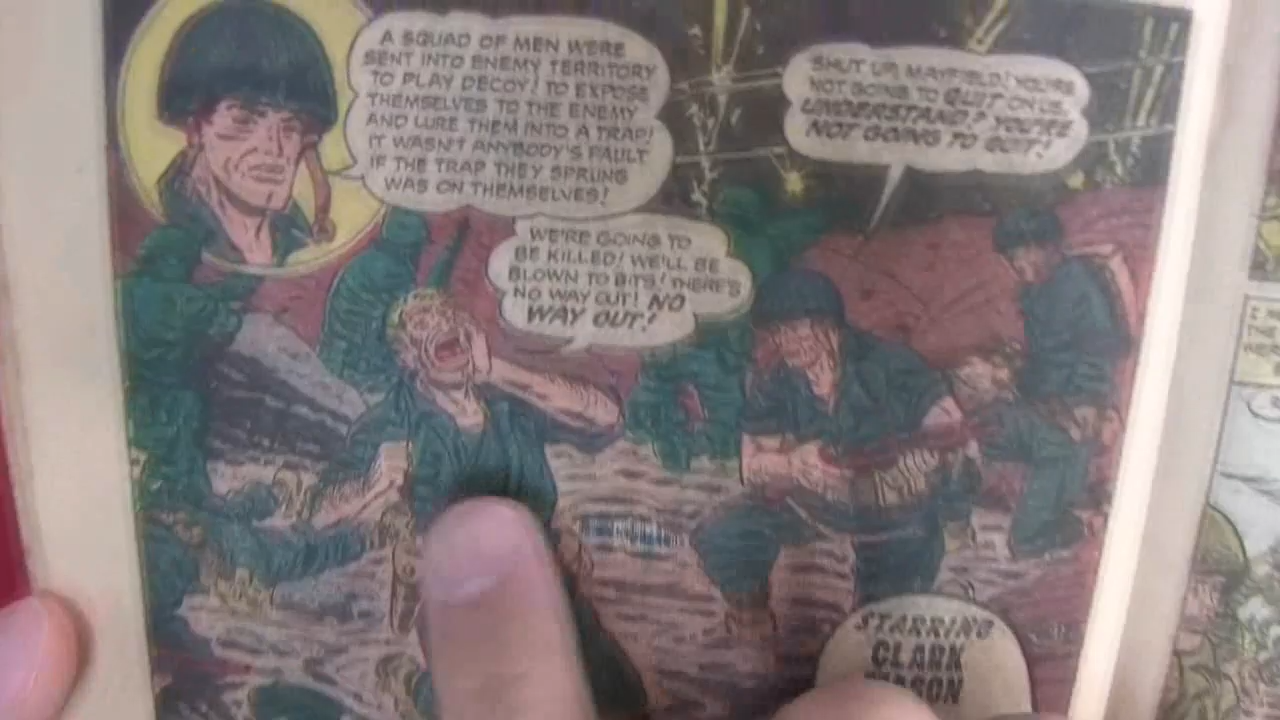 A SQUAD OF MEN WERE
SENT INTO ENEMY TERRITORY
TO PLAY DECOY! TO EXPOSE
THEMSELVES TO THE ENEMY
AND LURE THEM INTO A TRAP!
IT WASN'T ANYBODY'S FAULT
IF THE TRAP THEY SPRUNG
WAS ON THEMSELVES!
SHUT UP, MAYFIELD! YOU'RE
NOT GOING TO QUIT ON US,
UNDERSTAND? YOU'RE
NOT GOING TO QUIT!
WE'RE GOING TO
BE KILLED! WE'LL BE
BLOWN TO BITS! THERE'S
NO WAY OUT! NO
WAY OUT!
STARRING
CLARK
MASON